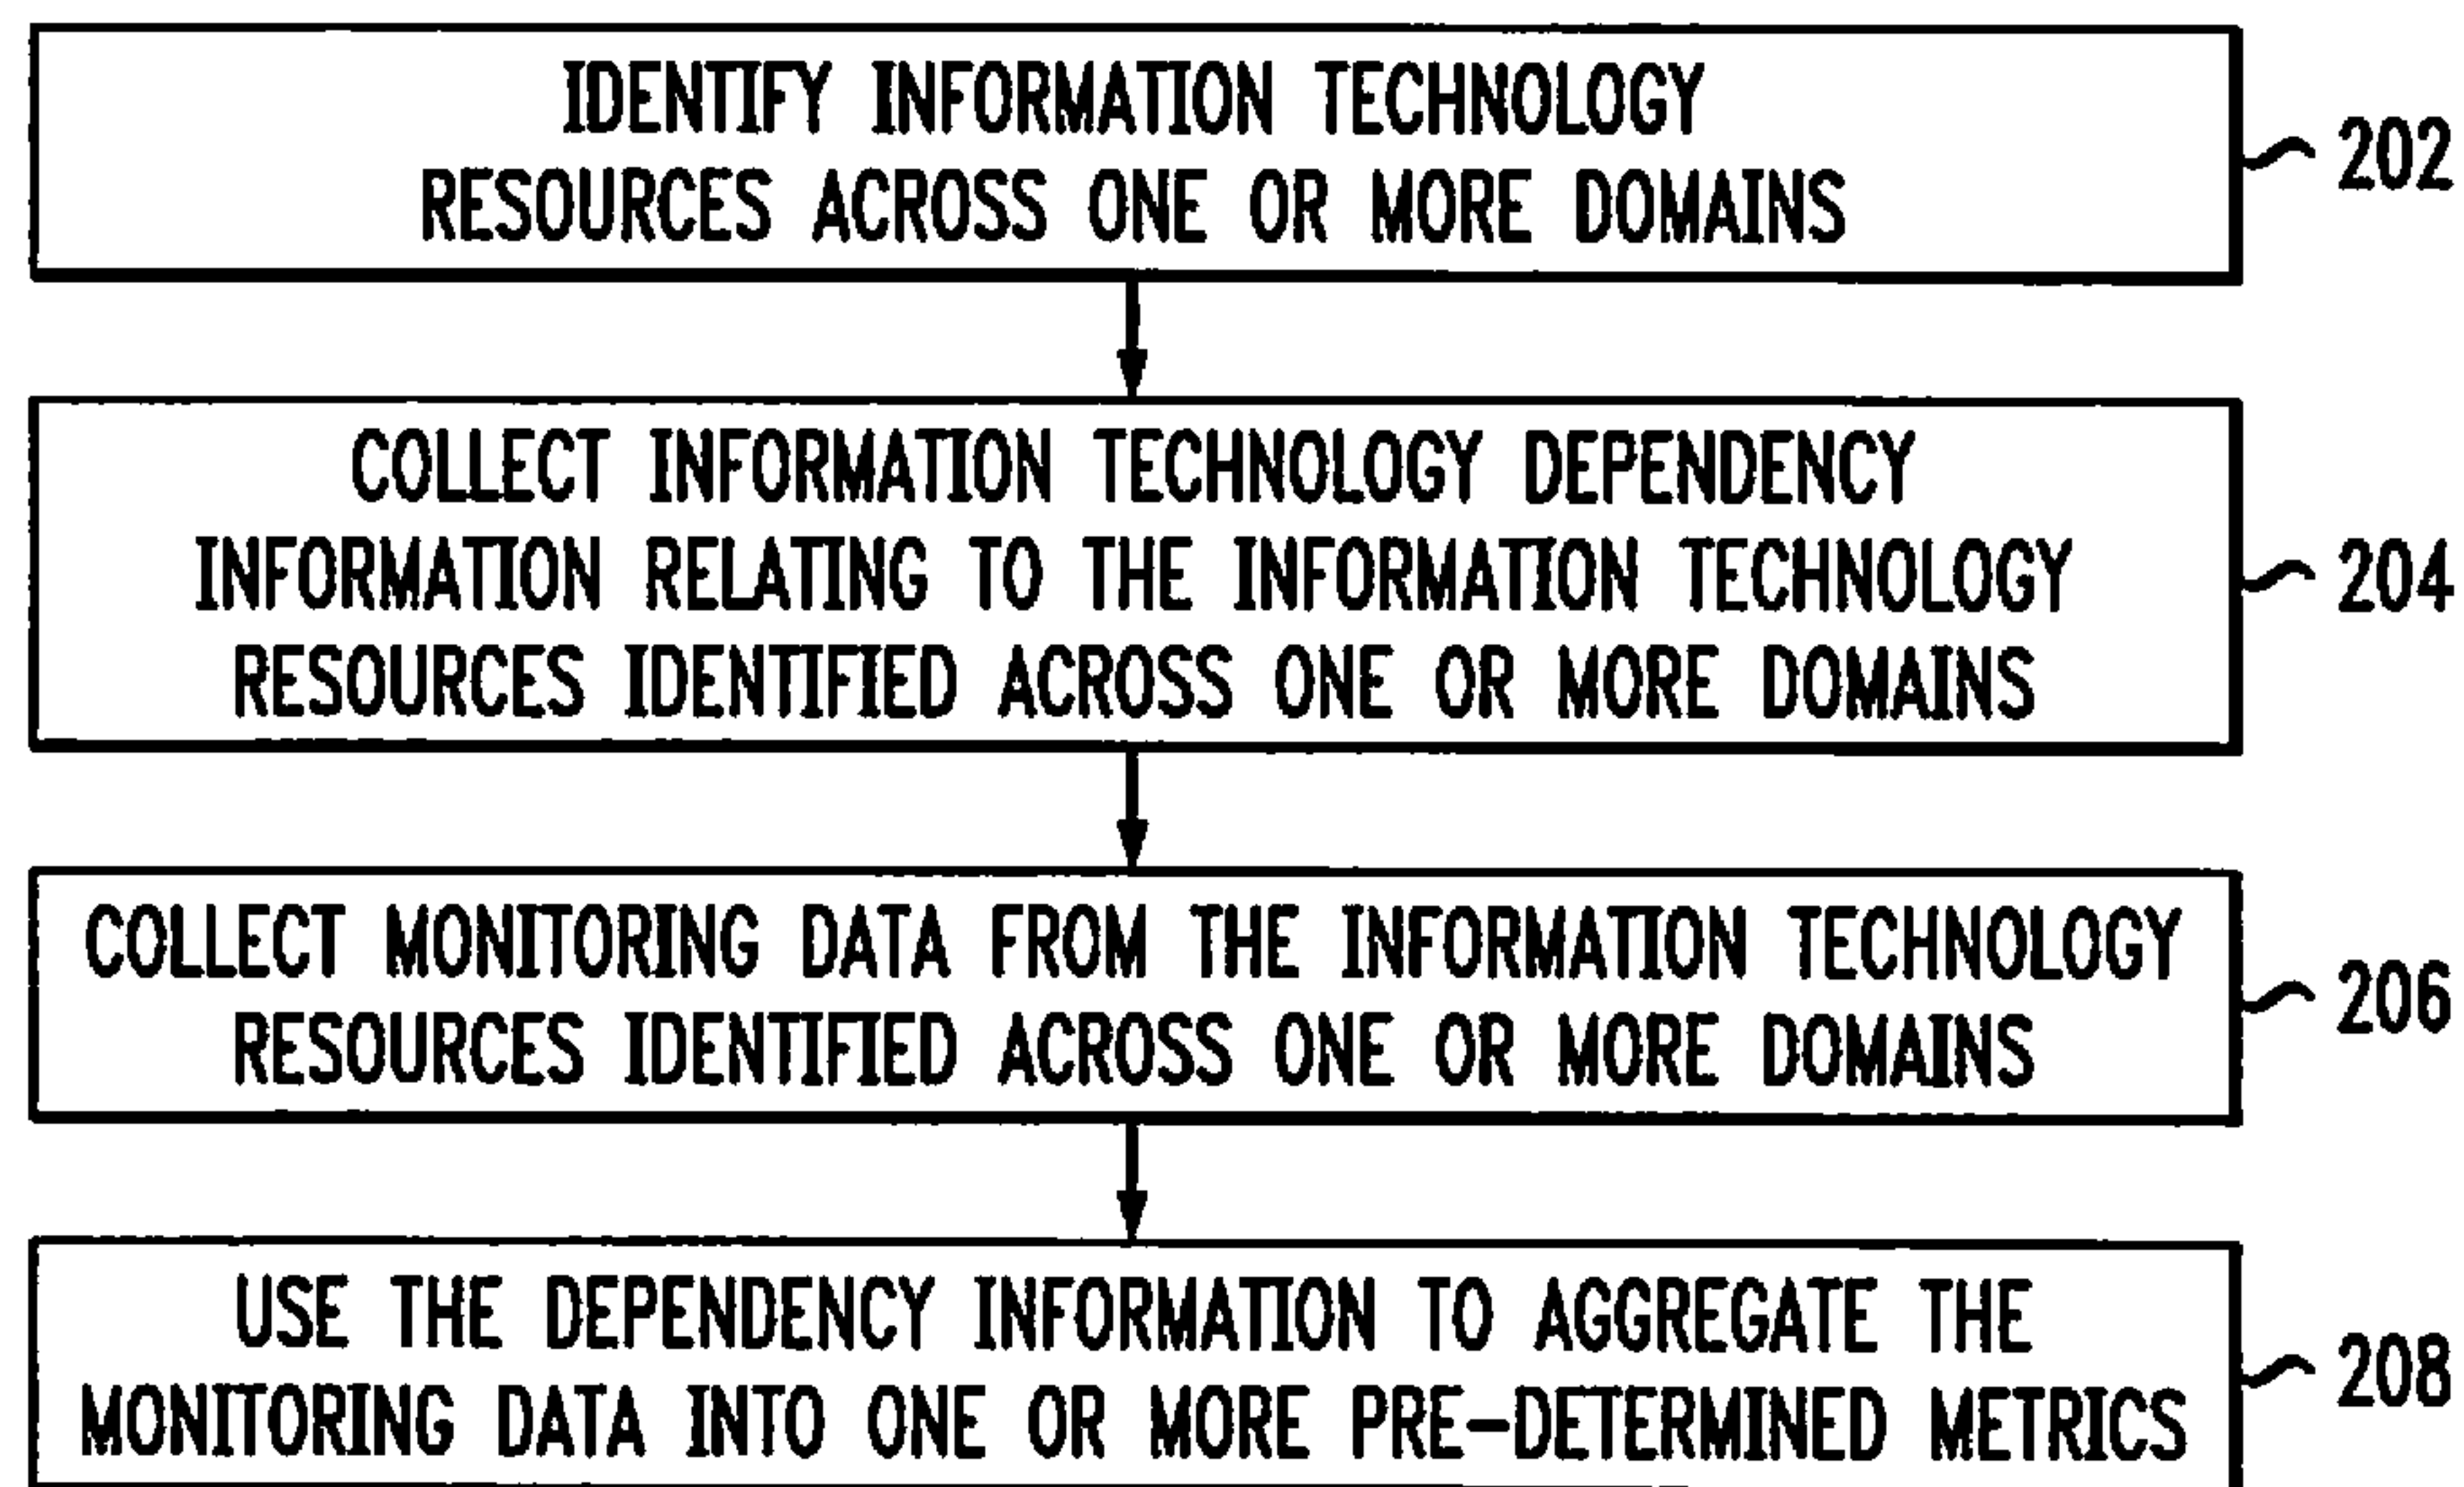 IDENTIFY INFORMATION TECHNOLOGY
RESOURCES ACROSS ONE OR MORE DOMAINS
202
COLLECT INFORMATION TECHNOLOGY DEPENDENCY
INFORMATION RELATING TO THE INFORMATION TECHNOLOGY
RESOURCES IDENTIFIED ACROSS ONE OR MORE DOMAINS
204
COLLECT MONITORING DATA FROM THE INFORMATION TECHNOLOGY
RESOURCES IDENTIFIED ACROSS ONE OR MORE DOMAINS
206
USE THE DEPENDENCY INFORMATION TO AGGREGATE THE
MONITORING DATA INTO ONE OR MORE PRE-DETERMINED METRICS
208